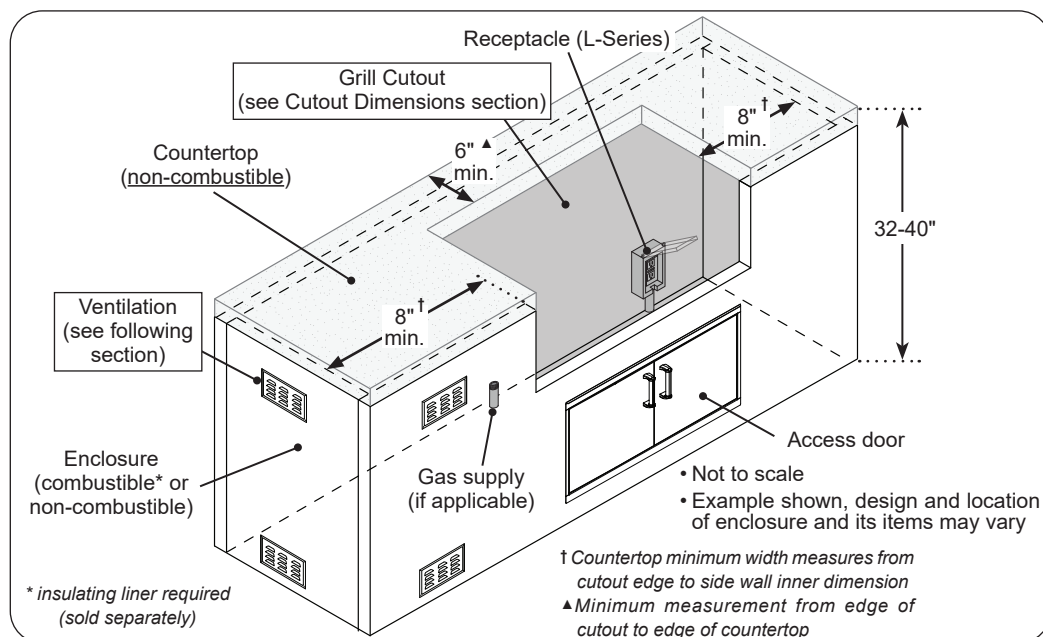 Receptacle (L-Series)
Grill Cutout
(see Cutout Dimensions section)
8" †
min.
6" ▲
min.
Countertop
(non-combustible)
32-40"
Ventilation
(see following
section)
8" †
min.
Enclosure
(combustible* or
non-combustible)
Gas supply
(if applicable)
Access door
• Not to scale
• Example shown, design and location
of enclosure and its items may vary
* insulating liner required
(sold separately)
† Countertop minimum width measures from
cutout edge to side wall inner dimension
▲Minimum measurement from edge of
cutout to edge of countertop